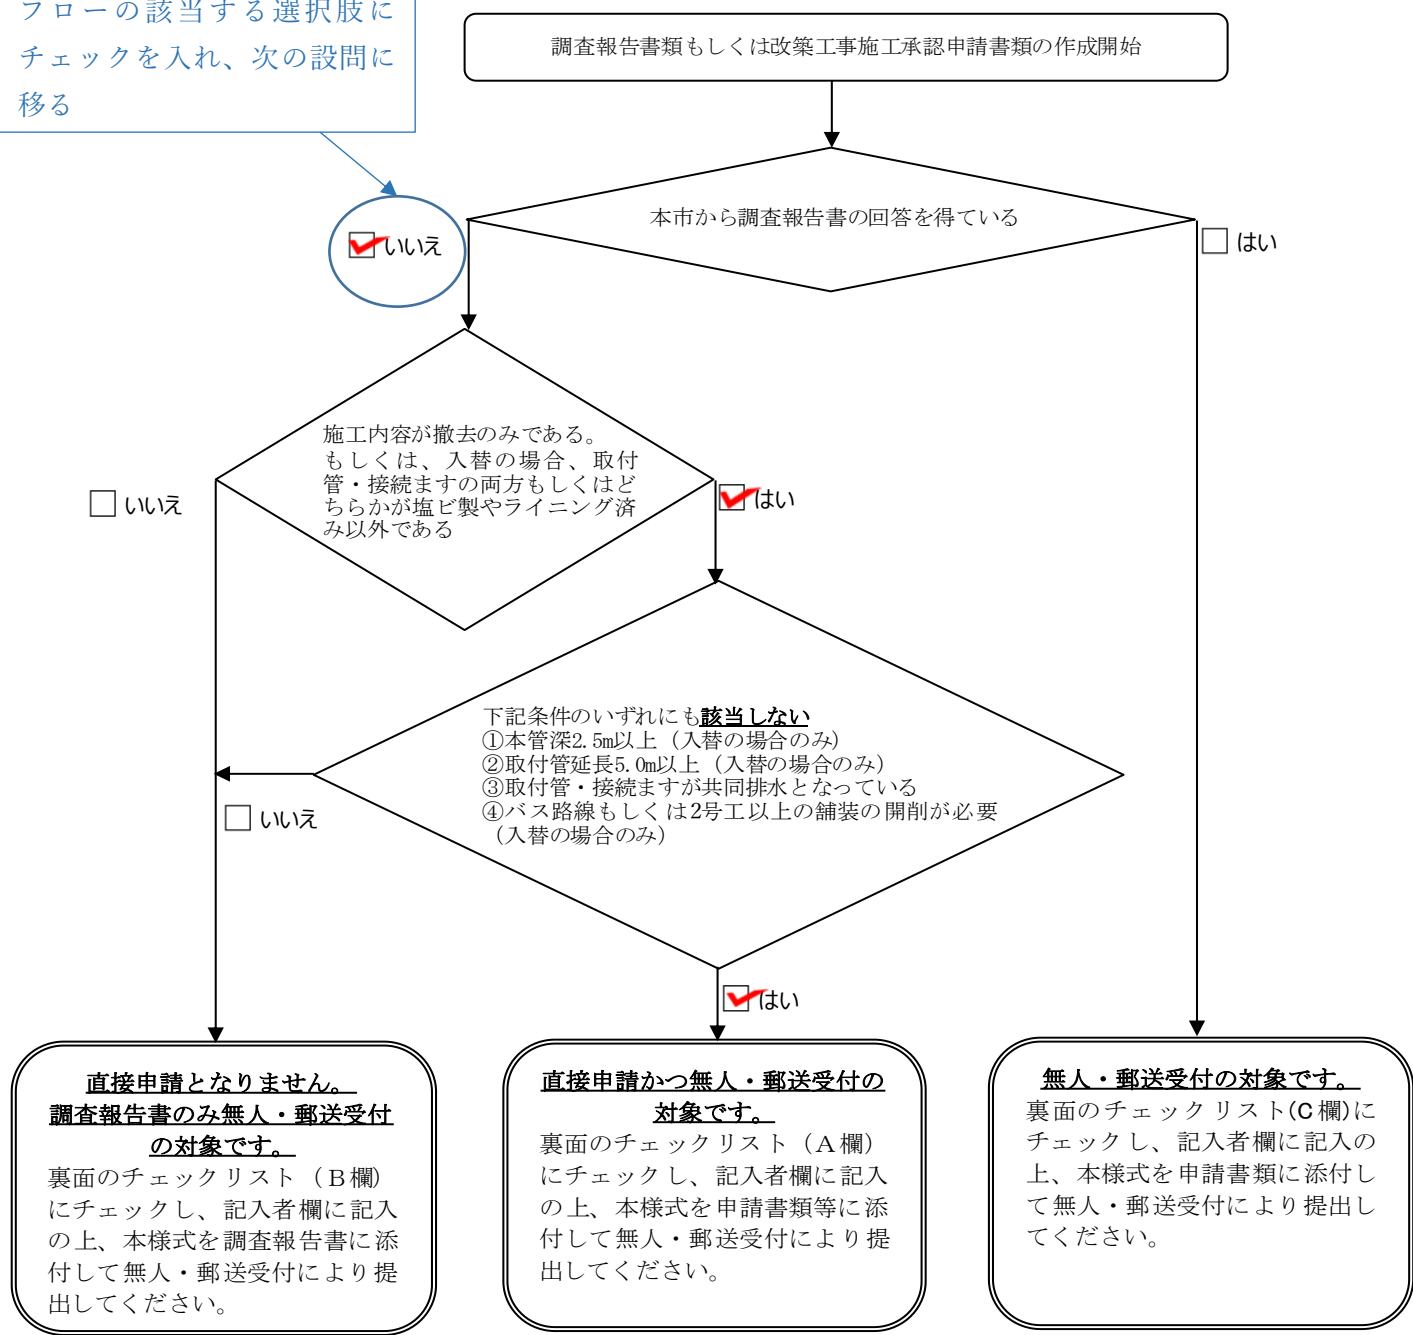 フローの該当する選択肢に
チェックを入れ、次の設問に
移る
調査報告書類もしくは改築工事施工承認申請書類の作成開始
本市から調査報告書の回答を得ている
いいえ
はい
施工内容が撤去のみである。
もしくは、入替の場合、取付
管・接続ますの両方もしくはど
ちらかが塩ビ製やライニング済
み以外である
いいえ
はい
下記条件のいずれにも該当しない
①本管深2.5m以上（入替の場合のみ）
②取付管延長5.0m以上（入替の場合のみ）
③取付管・接続ますが共同排水となっている
④バス路線もしくは2号工以上の舗装の開削が必要
（入替の場合のみ）
いいえ
はい
直接申請となりません。
調査報告書のみ無人・郵送受付
の対象です。
裏面のチェックリスト（Ｂ欄）
にチェックし、記入者欄に記入
の上、本様式を調査報告書に添
付して無人・郵送受付により提
出してください。
直接申請かつ無人・郵送受付の
対象です。
裏面のチェックリスト（Ａ欄）
にチェックし、記入者欄に記入
の上、本様式を申請書類等に添
付して無人・郵送受付により提
出してください。
無人・郵送受付の対象です。
裏面のチェックリスト(C欄)に
チェックし、記入者欄に記入の
上、本様式を申請書類に添付し
て無人・郵送受付により提出し
てください。